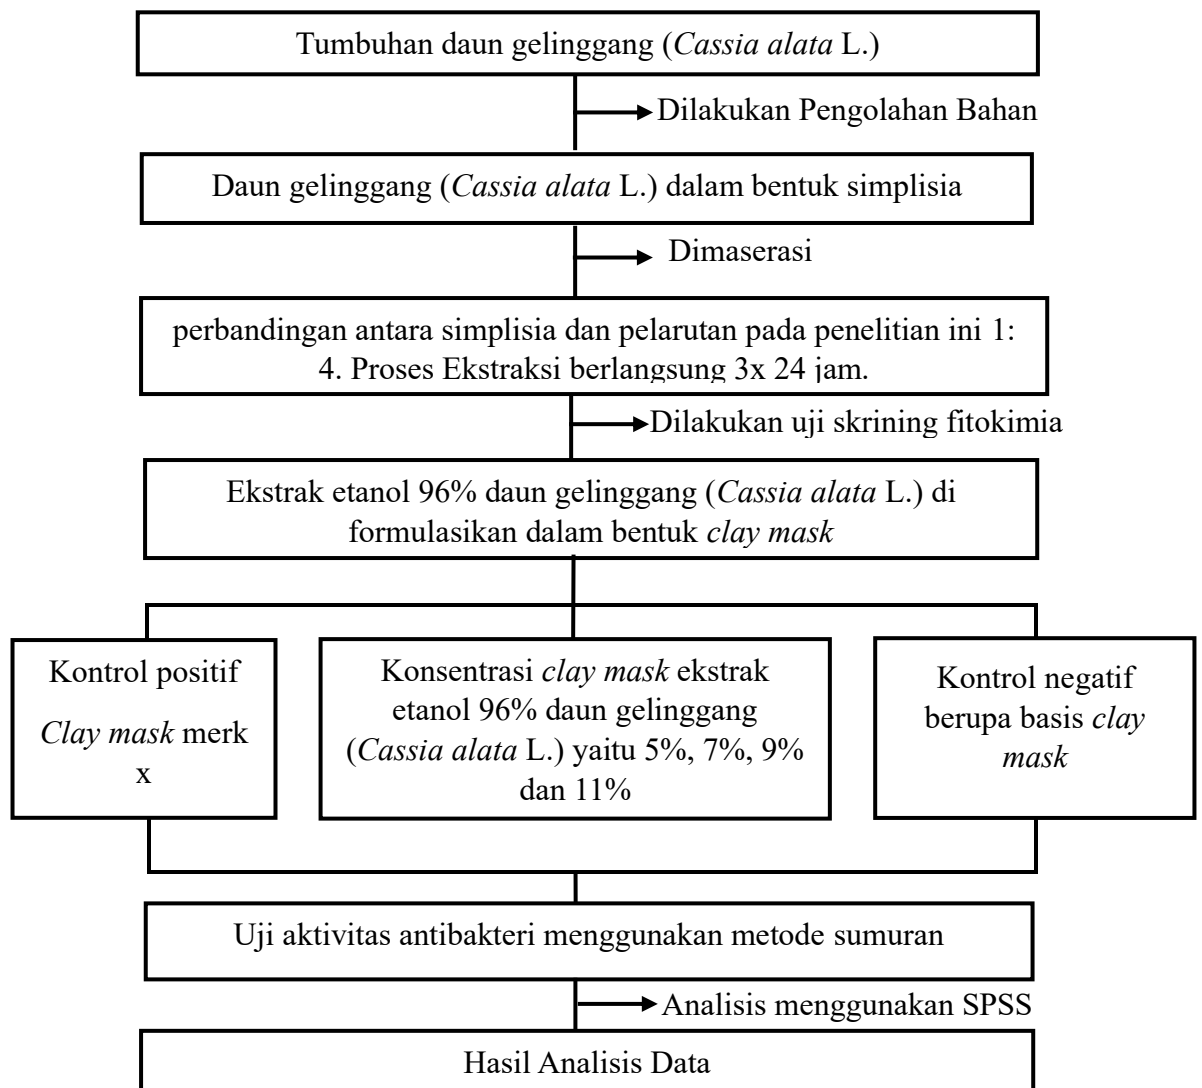 Tumbuhan daun gelinggang (Cassia alata L.)
Dilakukan Pengolahan Bahan
Daun gelinggang (Cassia alata L.) dalam bentuk simplisia
Dimaserasi
perbandingan antara simplisia dan pelarutan pada penelitian ini 1:
4. Proses Ekstraksi berlangsung 3x 24 jam.
Dilakukan uji skrining fitokimia
Ekstrak etanol 96% daun gelinggang (Cassia alata L.) di
formulasikan dalam bentuk clay mask
Kontrol positif
Clay mask merk
x
Konsentrasi clay mask ekstrak
etanol 96% daun gelinggang
(Cassia alata L.) yaitu 5%, 7%, 9%
dan 11%
Kontrol negatif
berupa basis clay
mask
Uji aktivitas antibakteri menggunakan metode sumuran
Analisis menggunakan SPSS
Hasil Analisis Data